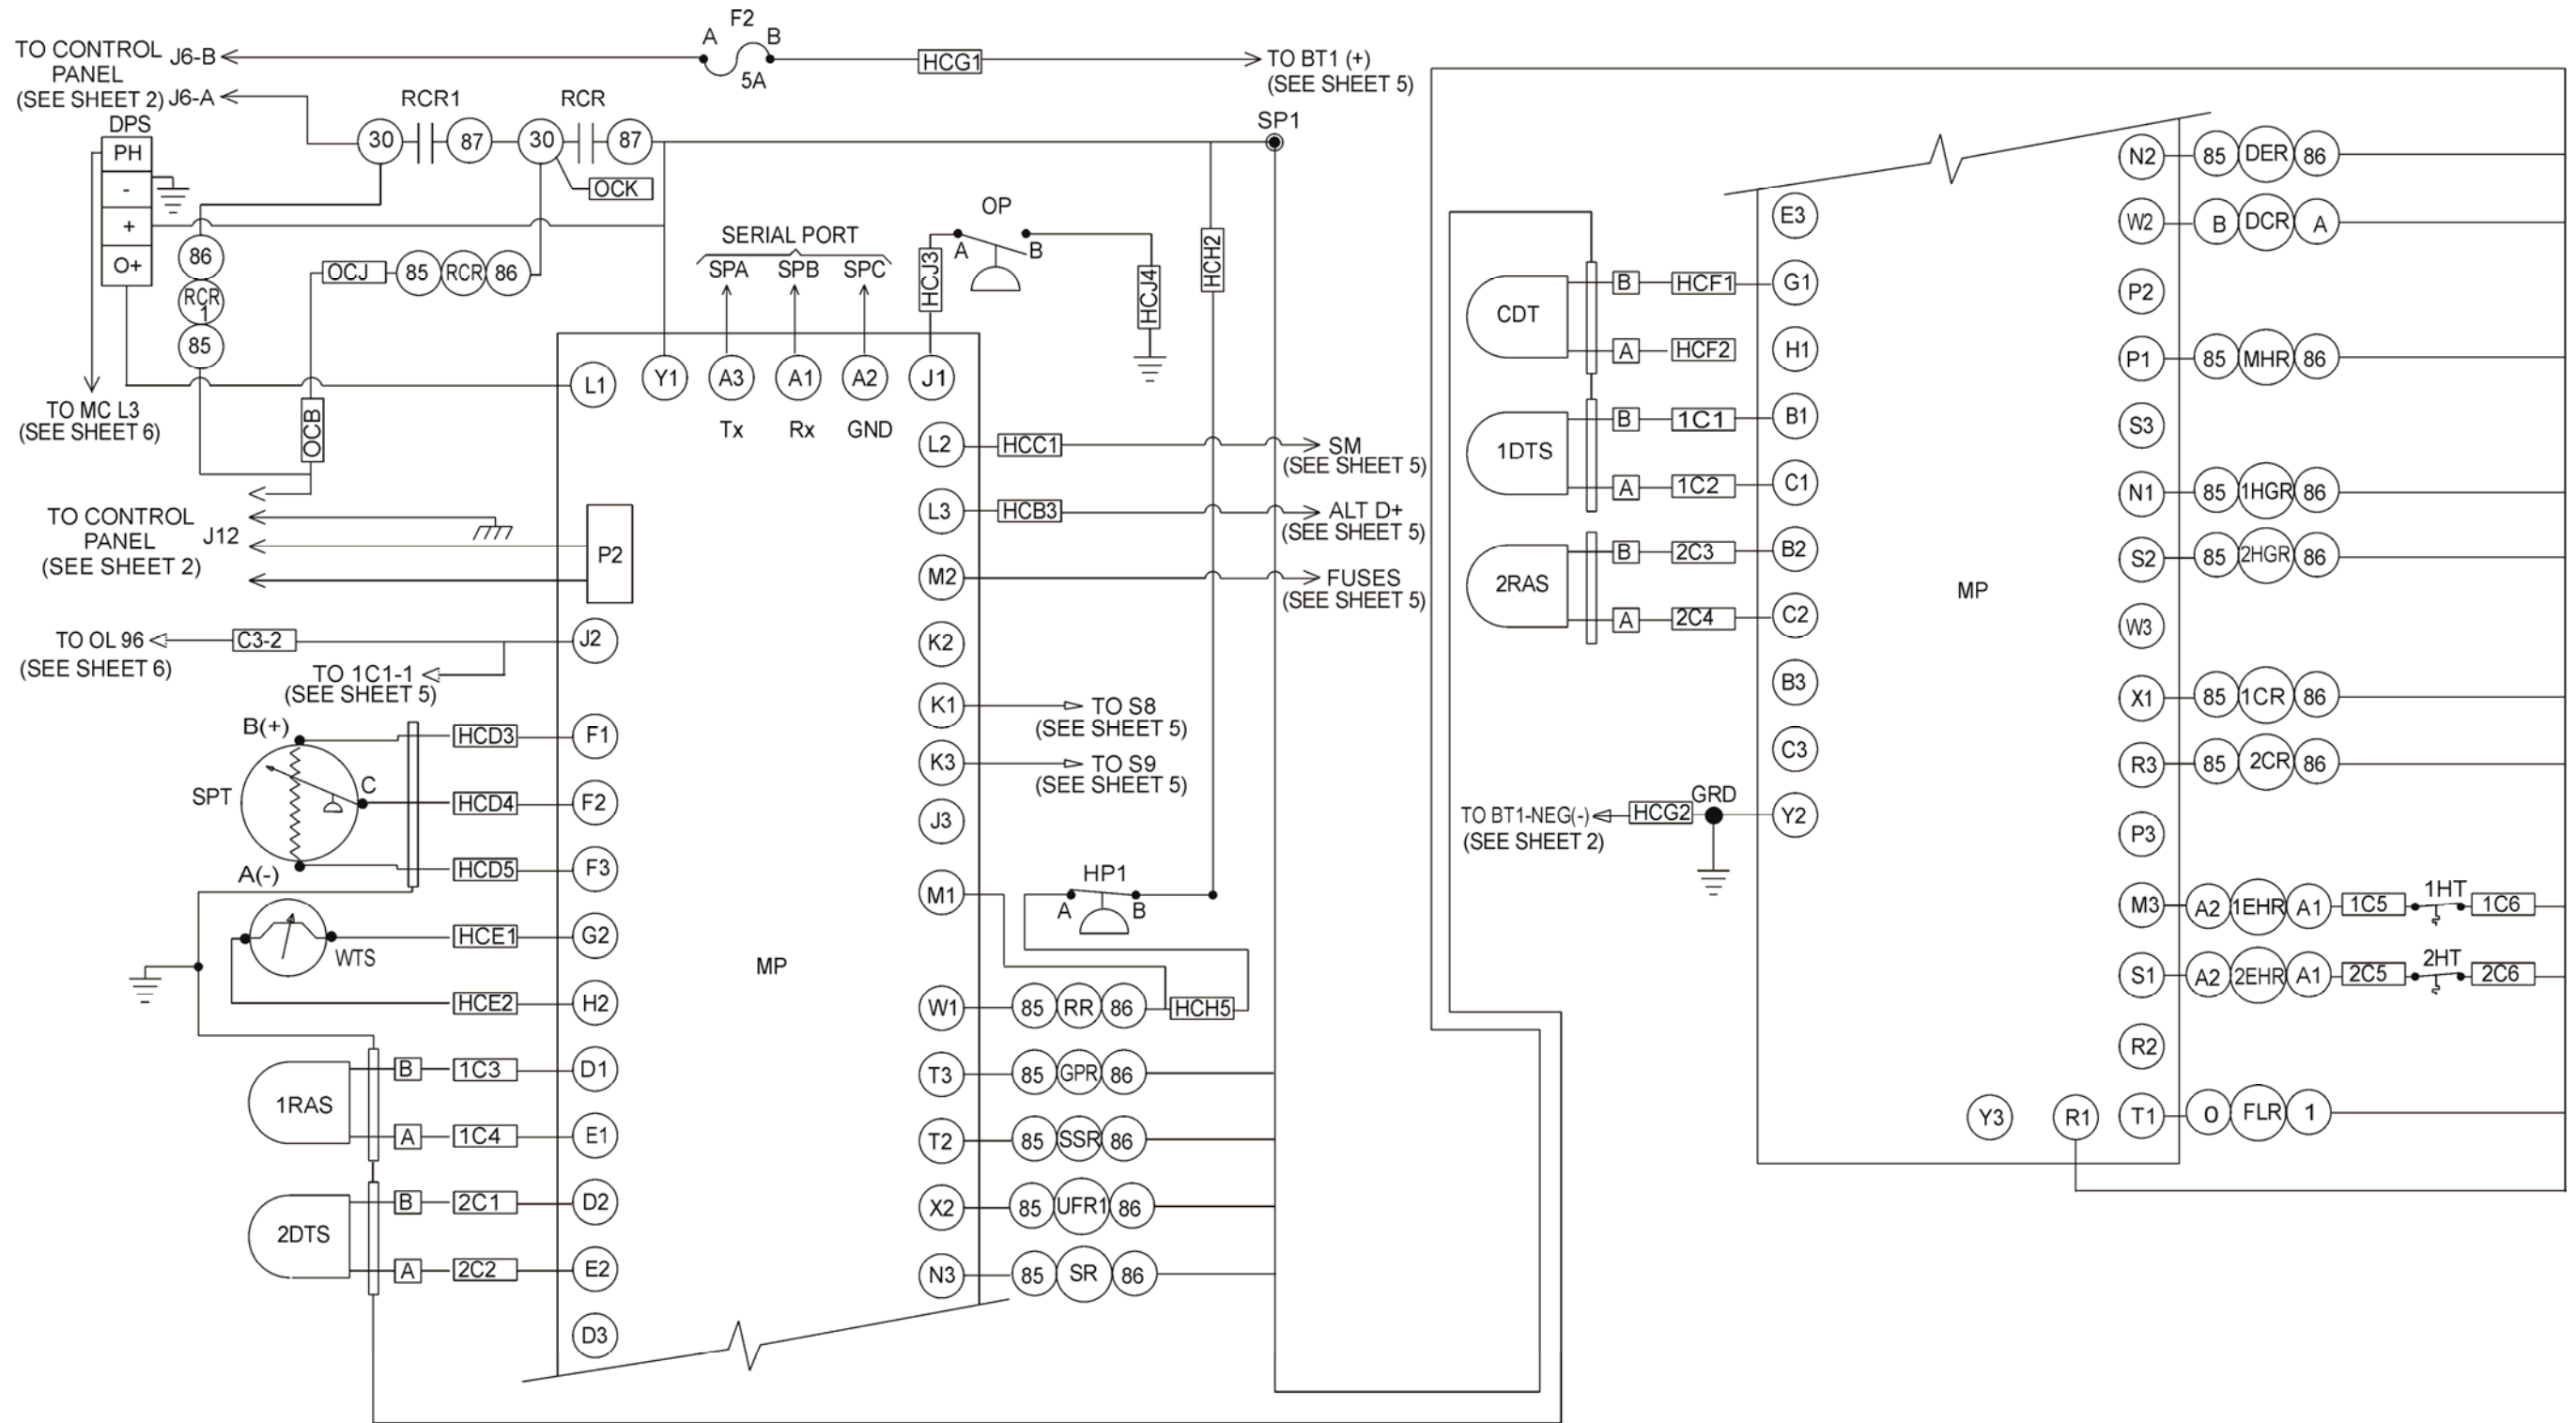 F2
A B
5A
TO CONTROL
PANEL
(SEE SHEET 2)
J6-B
J6-A
HCG1
TO BT1 (+)
(SEE SHEET 5)
RCR1
30 87
RCR
30 87
SP1
DPS
PH
-
+
O+
OCK
86
RCR
1
85
OCJ 85 RCR 86
SERIAL PORT
SPA SPB SPC
OP
A B
HCJ3
HCJ4
HCH2
TO MC L3
(SEE SHEET 6)
OCB
L1 Y1 A3 A1 A2 J1
Tx Rx GND
L2 HCC1 SM
(SEE SHEET 5)
L3 HCB3 ALT D+
(SEE SHEET 5)
M2 FUSES
(SEE SHEET 5)
TO CONTROL
PANEL
(SEE SHEET 2)
J12
P2
TO OL 96 C3-2 J2
(SEE SHEET 6)
TO 1C1-1
(SEE SHEET 5)
K2
K1 TO S8
(SEE SHEET 5)
K3 TO S9
(SEE SHEET 5)
J3
B(+)
SPT
C
A(-)
HCD3 F1
HCD4 F2
HCD5 F3
WTS
HCE1 G2
HCE2 H2
MP
M1
HP1
A B
W1 85 RR 86 HCH5
T3 85 GPR 86
T2 85 SSR 86
X2 85 UFR1 86
N3 85 SR 86
1RAS
B 1C3 D1
A 1C4 E1
2DTS
B 2C1 D2
A 2C2 E2
D3
E3
CDT
B HCF1 G1
A HCF2 H1
1DTS
B 1C1 B1
A 1C2 C1
2RAS
B 2C3 B2
A 2C4 C2
B3
C3
TO BT1-NEG(-) HCG2 GRD Y2
(SEE SHEET 2)
MP
N2 85 DER 86
W2 B DCR A
P2
P1 85 MHR 86
S3
N1 85 1HGR 86
S2 85 2HGR 86
W3
X1 85 1CR 86
R3 85 2CR 86
P3
M3 A2 1EHR A1 1C5 1HT 1C6
S1 A2 2EHR A1 2C5 2HT 2C6
R2
Y3 R1 T1 0 FLR 1